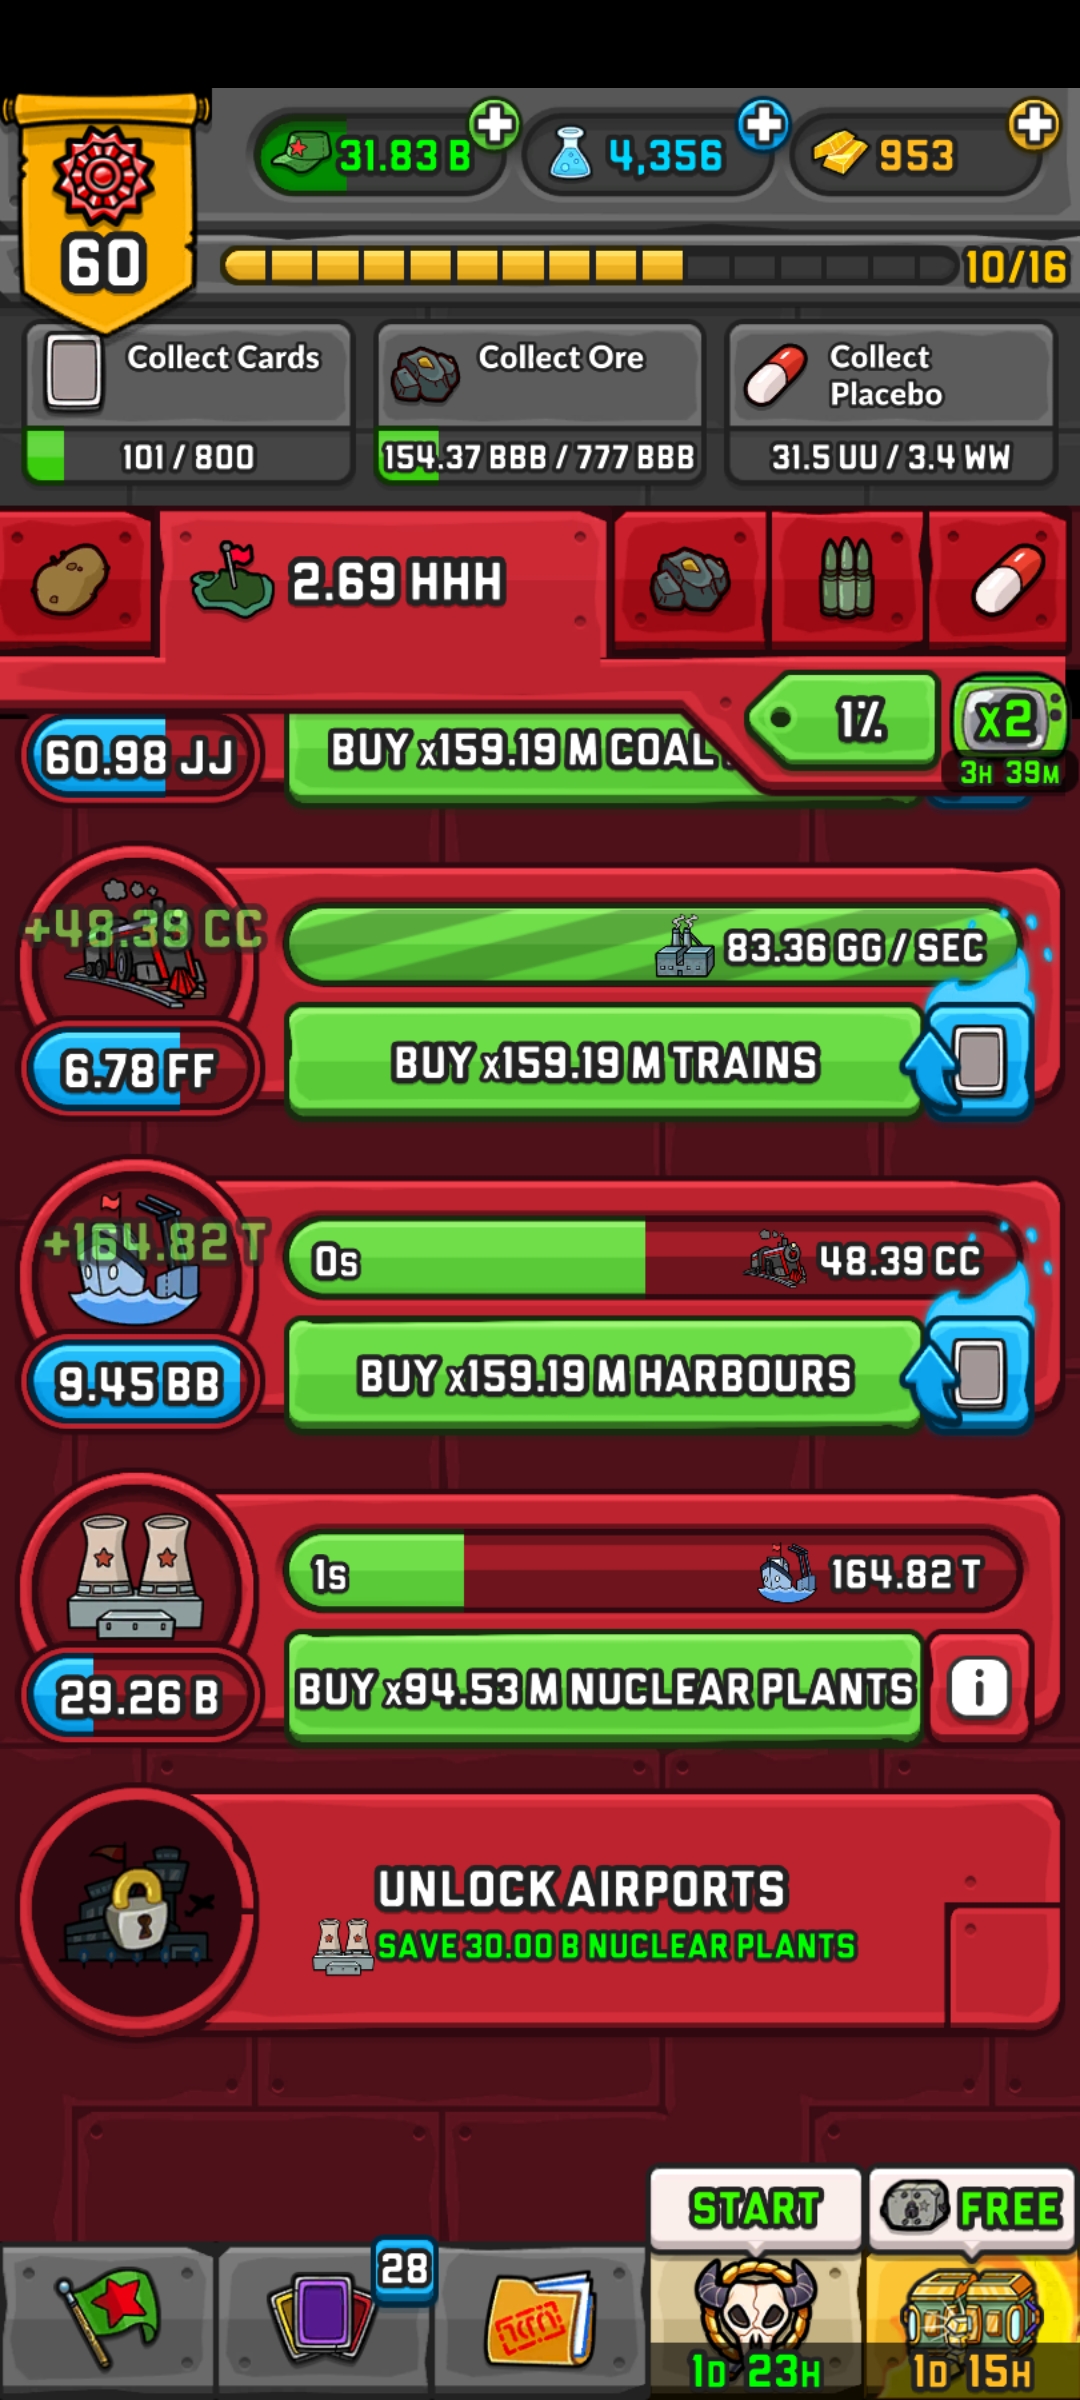 31.83 B
4,356
953
60
10/16
Collect Cards
101 / 800
Collect Ore
154.37 BBB / 777 BBB
Collect
Placebo
31.5 UU / 3.4 WW
2.69 HHH
1%
x2
3H 39M
60.98 JJ
BUY x159.19 M COAL
+48.39 CC
83.36 GG / SEC
6.78 FF
BUY x159.19 M TRAINS
+164.82 T
0s
48.39 CC
9.45 BB
BUY x159.19 M HARBOURS
1s
164.82 T
29.26 B
BUY x94.53 M NUCLEAR PLANTS
i
UNLOCK AIRPORTS
SAVE 30.00 B NUCLEAR PLANTS
START
FREE
28
1D 23H
1D 15H